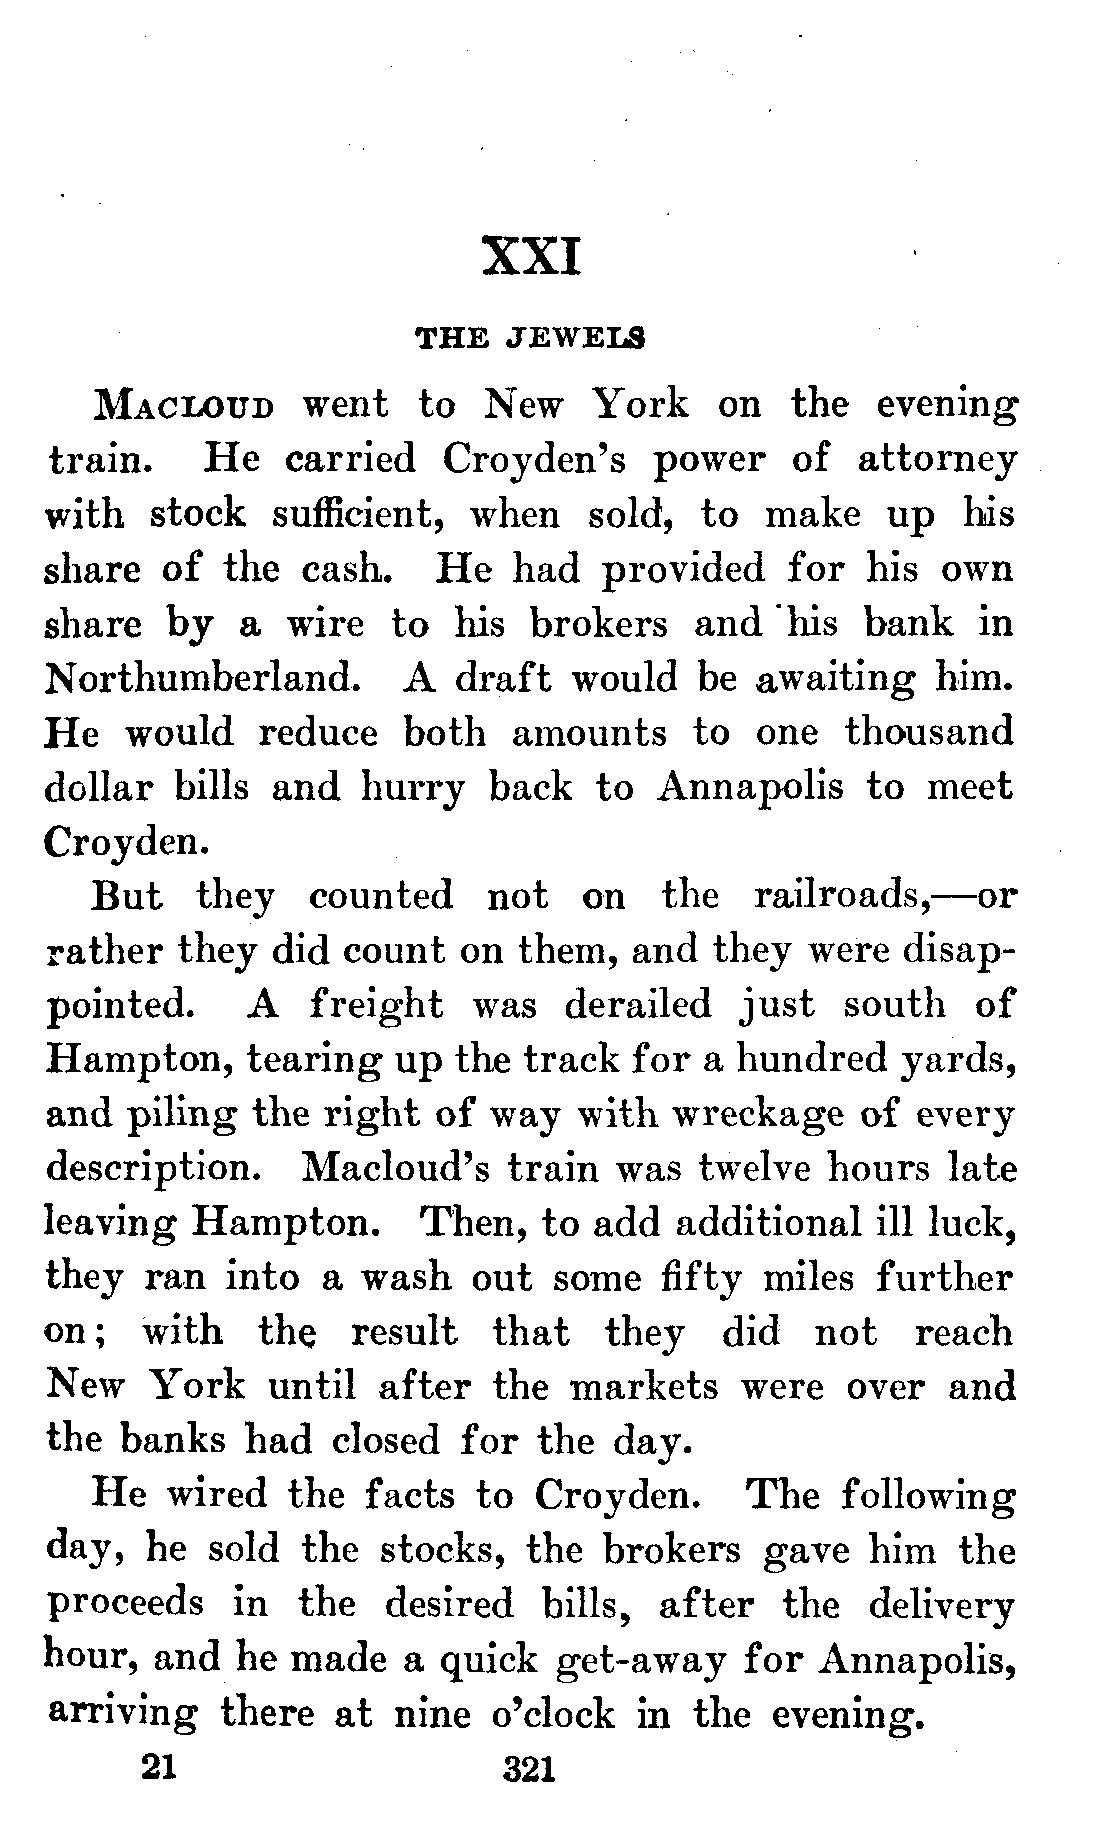 XXI
THE JEWELS
MACLOUD went to New York on the evening
train. He carried Croyden's power of attorney
with stock sufficient, when sold, to make up his
share of the cash. He had provided for his own
share by a wire to his brokers and his bank in
Northumberland. A draft would be awaiting him.
He would reduce both amounts to one thousand
dollar bills and hurry back to Annapolis to meet
Croyden.
But they counted not on the railroads,—or
rather they did count on them, and they were disap-
pointed. A freight was derailed just south of
Hampton, tearing up the track for a hundred yards,
and piling the right of way with wreckage of every
description. Macloud's train was twelve hours late
leaving Hampton. Then, to add additional ill luck,
they ran into a wash out some fifty miles further
on; with the result that they did not reach
New York until after the markets were over and
the banks had closed for the day.
He wired the facts to Croyden. The following
day, he sold the stocks, the brokers gave him the
proceeds in the desired bills, after the delivery
hour, and he made a quick get-away for Annapolis,
arriving there at nine o'clock in the evening.
21 321